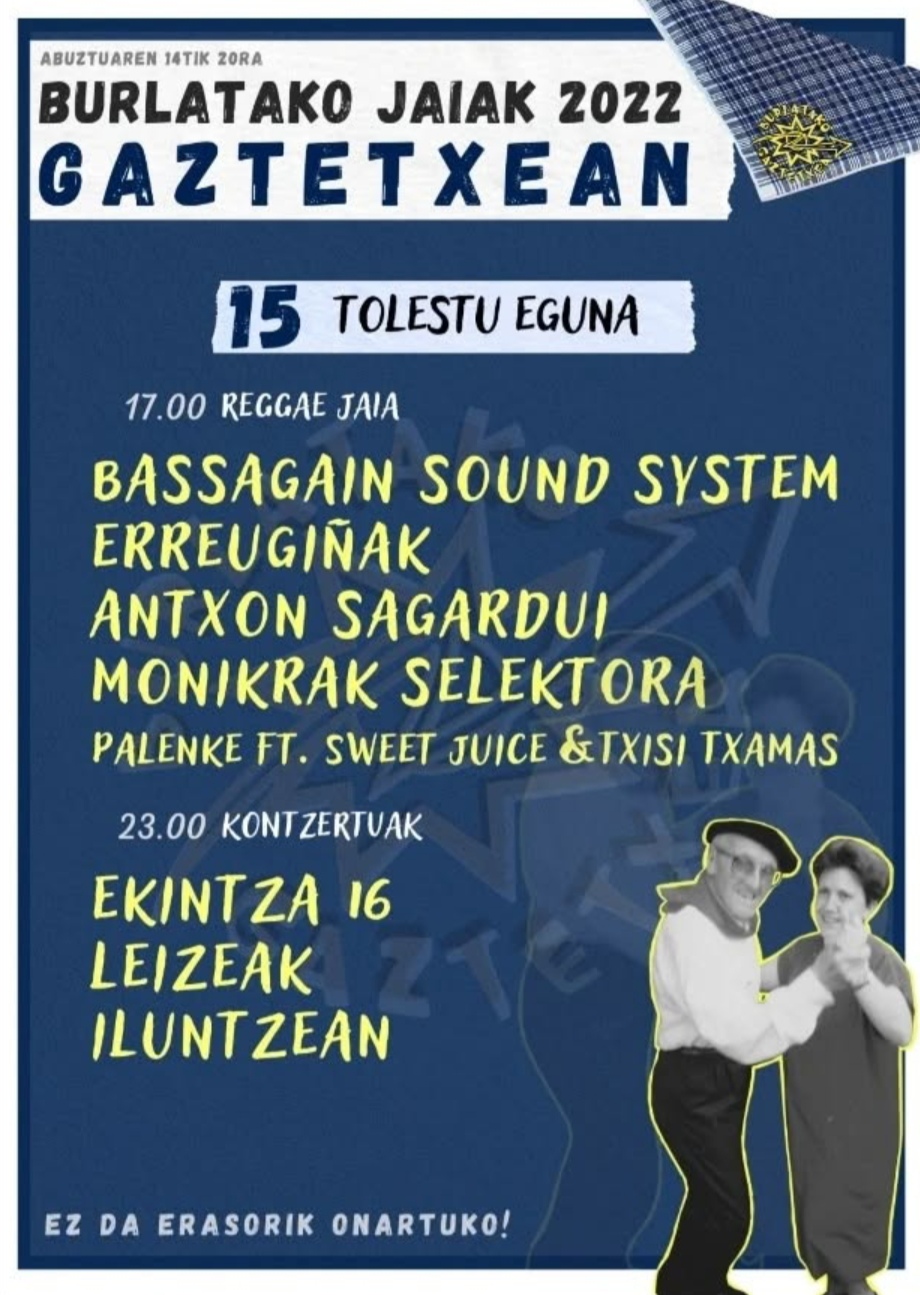 ABUZTUAREN 14TIK 20RA
BURLATAKO JAIAK 2022
GAZTETXEAN
BURLATAKO
GAZTETXEA
15 TOLESTU EGUNA
17.00 REGGAE JAIA
BASSAGAIN SOUND SYSTEM
ERREUGIÑAK
ANTXON SAGARDUI
MONIKRAK SELEKTORA
PALENKE FT. SWEET JUICE & TXISI TXAMAS
23.00 KONTZERTUAK
EKINTZA 16
LEIZEAK
ILUNTZEAN
EZ DA ERASORIK ONARTUKO!